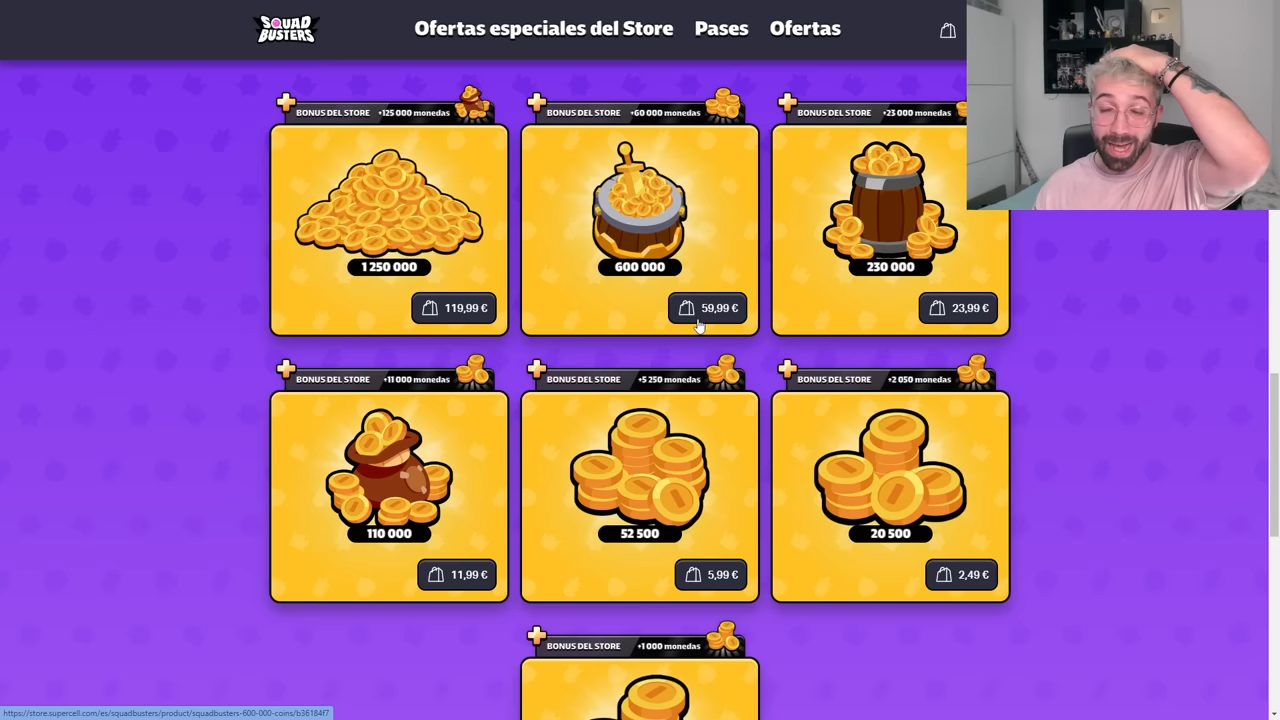 SQUAD
BUSTERS
Ofertas especiales del Store
Pases
Ofertas
BONUS DEL STORE +125 000 monedas
1 250 000
119,99 €
BONUS DEL STORE +60 000 monedas
600 000
59,99 €
BONUS DEL STORE +23 000 monedas
230 000
23,99 €
BONUS DEL STORE +11 000 monedas
110 000
11,99 €
BONUS DEL STORE +5 250 monedas
52 500
5,99 €
BONUS DEL STORE +2 050 monedas
20 500
2,49 €
BONUS DEL STORE +1 000 monedas
https://store.supercell.com/es/squadbusters/product/squadbusters-600-000-coins/b36184f7